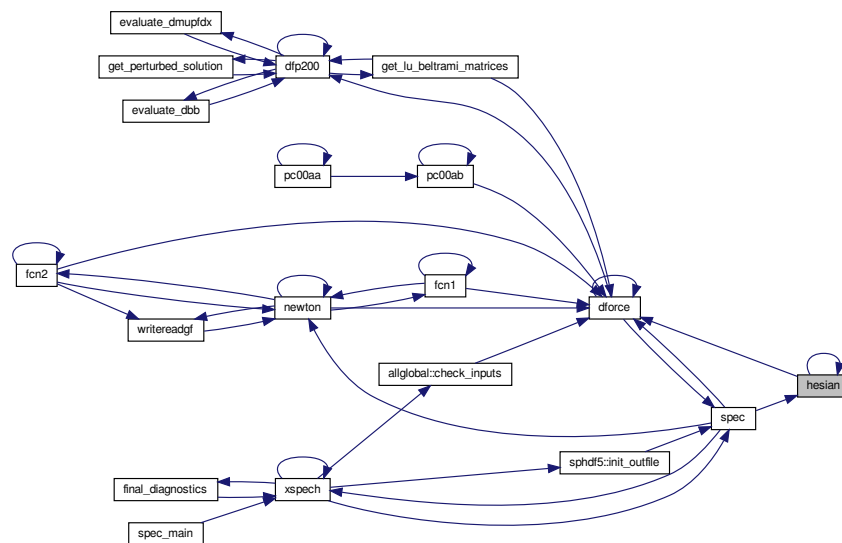 evaluate_dmupfdx
get_perturbed_solution
dfp200
get_lu_beltrami_matrices
evaluate_dbb
pc00aa
pc00ab
fcn2
fcn1
newton
dforce
writereadgf
allglobal::check_inputs
hesian
spec
sphdf5::init_outfile
final_diagnostics
xspech
spec_main